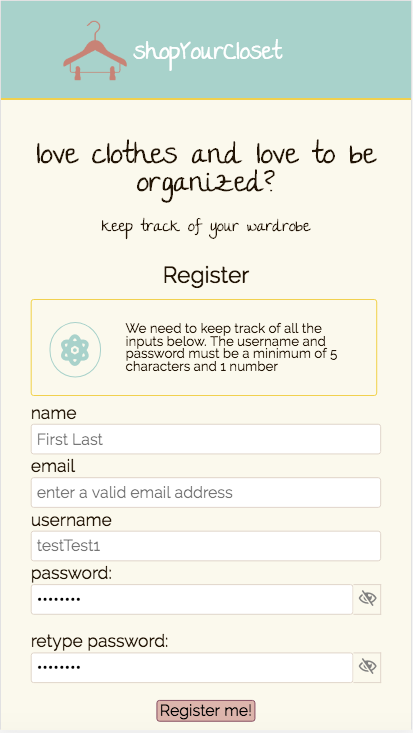 shopYourCloset
love clothes and love to be
organized?
keep track of your wardrobe
Register
We need to keep track of all the
inputs below. The username and
password must be a minimum of 5
characters and 1 number
name
First Last
email
enter a valid email address
username
testTest1
password:
••••••••
retype password:
••••••••
Register me!